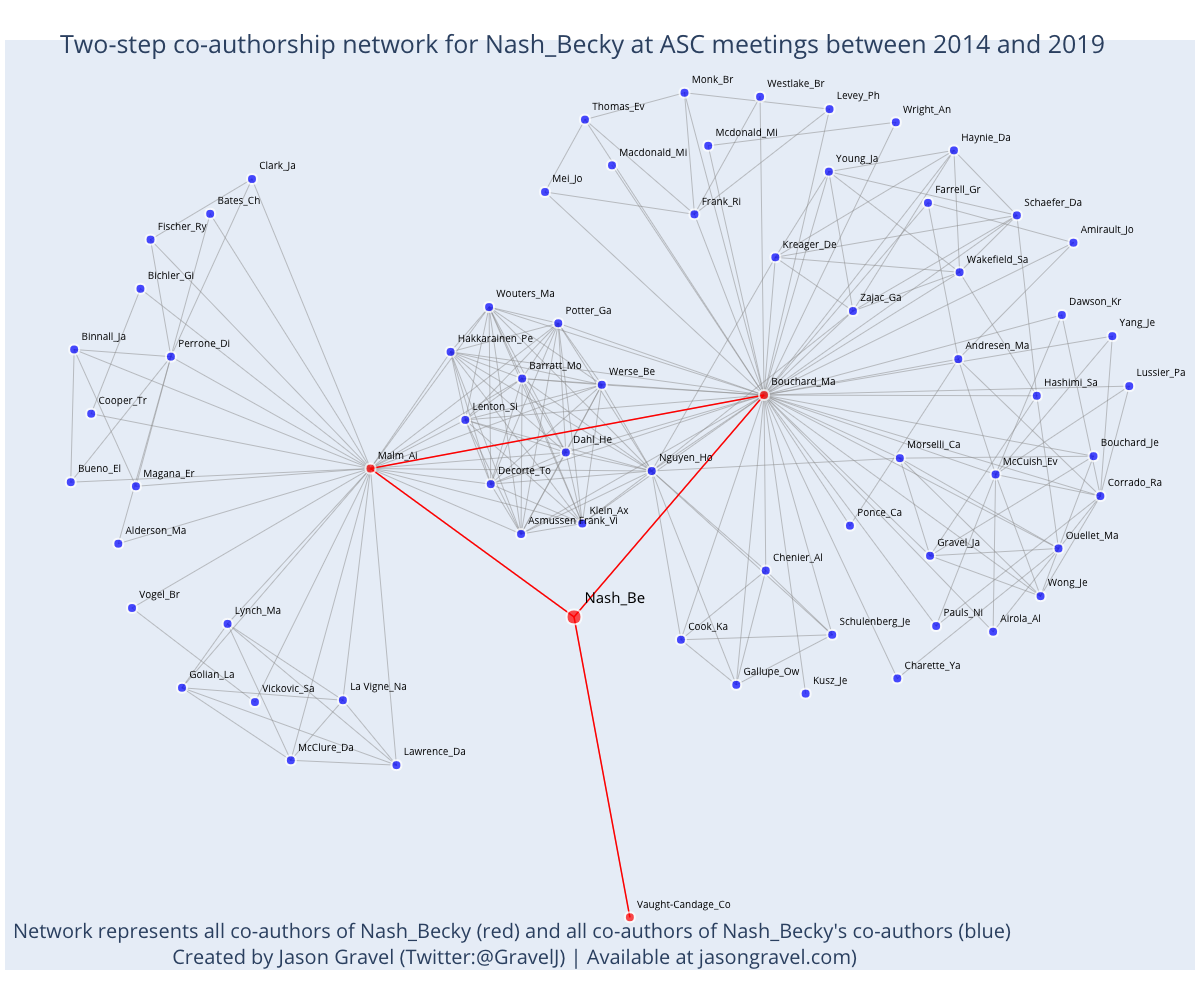 Two-step co-authorship network for Nash_Becky at ASC meetings between 2014 and 2019
Monk_Br
Westlake_Br
Levey_Ph
Thomas_Ev
Wright_An
Mcdonald_Mi
Haynie_Da
Macdonald_Mi
Young_Ja
Clark_Ja
Mei_Jo
Farrell_Gr
Bates_Ch
Frank_Ri
Schaefer_Da
Fischer_Ry
Amirault_Jo
Kreager_De
Wakefield_Sa
Bichler_Gi
Wouters_Ma
Zajac_Ga
Dawson_Kr
Potter_Ga
Yang_Je
Binnall_Ja
Hakkarainen_Pe
Perrone_Di
Andresen_Ma
Barratt_Mo
Werse_Be
Bouchard_Ma
Hashimi_Sa
Lussier_Pa
Cooper_Tr
Lenton_Si
Dahl_He
Morselli_Ca
Bouchard_Je
Malm_Ai
Nguyen_Ho
McCuish_Ev
Bueno_El
Magana_Er
Decorte_To
Corrado_Ra
Klein_Ax
Asmussen Frank_Vi
Ponce_Ca
Alderson_Ma
Gravel_Ja
Ouellet_Ma
Chenier_Al
Wong_Je
Vogel_Br
Nash_Be
Lynch_Ma
Cook_Ka
Schulenberg_Je
Pauls_Ni
Airola_Al
Golian_La
Vickovic_Sa
La Vigne_Na
Gallupe_Ow
Kusz_Je
Charette_Ya
McClure_Da
Lawrence_Da
Vaught-Candage_Co
Network represents all co-authors of Nash_Becky (red) and all co-authors of Nash_Becky's co-authors (blue)
Created by Jason Gravel (Twitter:@GravelJ) | Available at jasongravel.com)